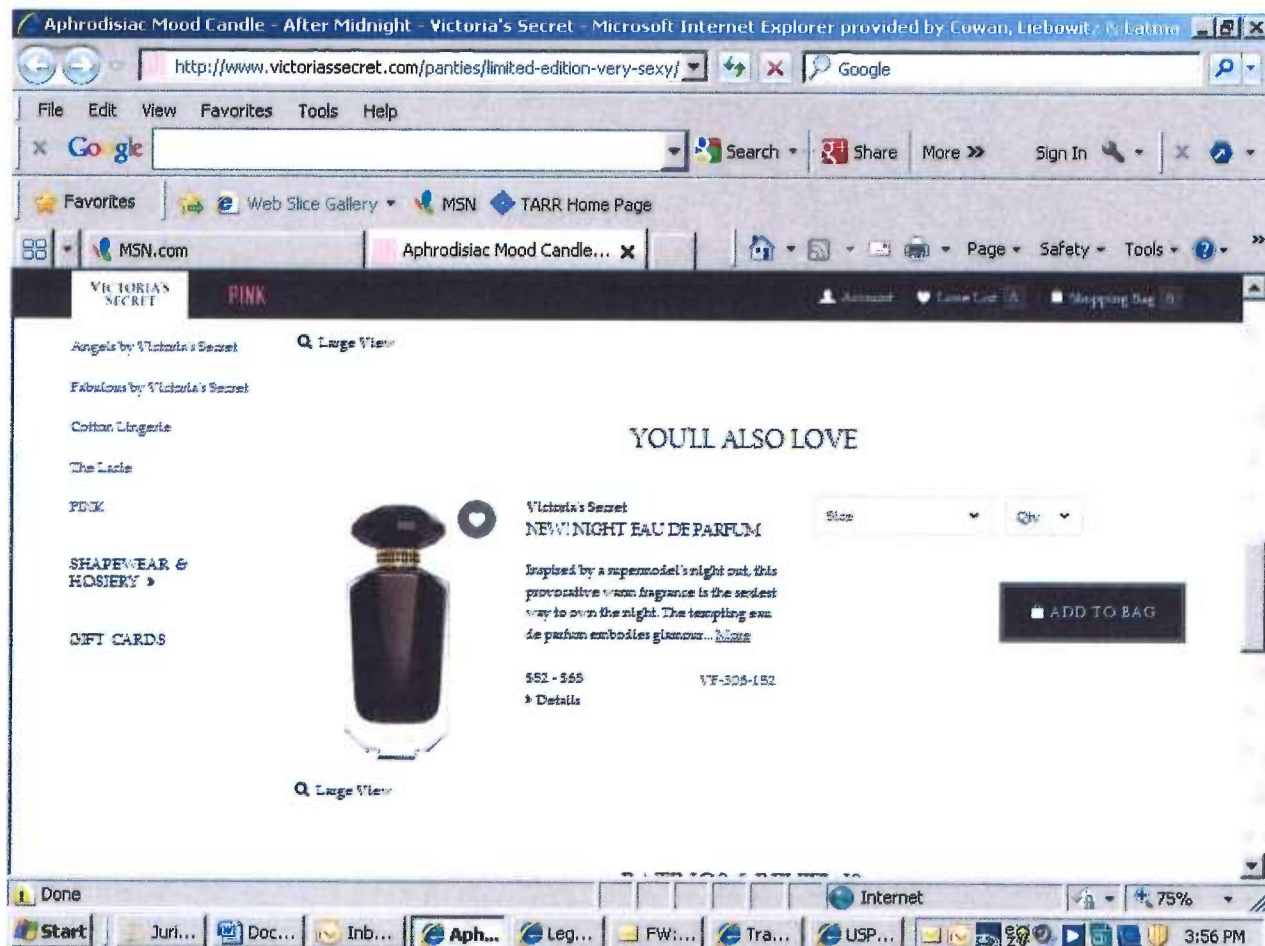 Aphrodisiac Mood Candle - After Midnight - Victoria's Secret - Microsoft Internet Explorer provided by Cowan, Liebowitz & Latma
http://www.victoriassecret.com/panties/limited-edition-very-sexy/
Google
File Edit View Favorites Tools Help
Google Search Share More >> Sign In
Favorites Web Slice Gallery MSN TARR Home Page
MSN.com Aphrodisiac Mood Candle... Page Safety Tools
VICTORIA'S SECRET PINK Account Love List Shopping Bag 0
Angels by Victoria's Secret
Large View
Fabulous by Victoria's Secret
Cotton Lingerie
YOU'LL ALSO LOVE
The Lacie
PINK
Victoria's Secret
NEW! NIGHT EAU DE PARFUM
Size Qty
SHAPEWEAR &
HOSIERY
Inspired by a supermodel's night out, this
provocative warm fragrance is the sexiest
way to own the night. The tempting eau
de parfum embodies glamour... More
ADD TO BAG
GIFT CARDS
$52 - $65 VF-305-152
Details
Large View
Done Internet 75%
Start Juri... Doc... Inb... Aph... Leg... FW:... Tra... USP... 3:56 PM